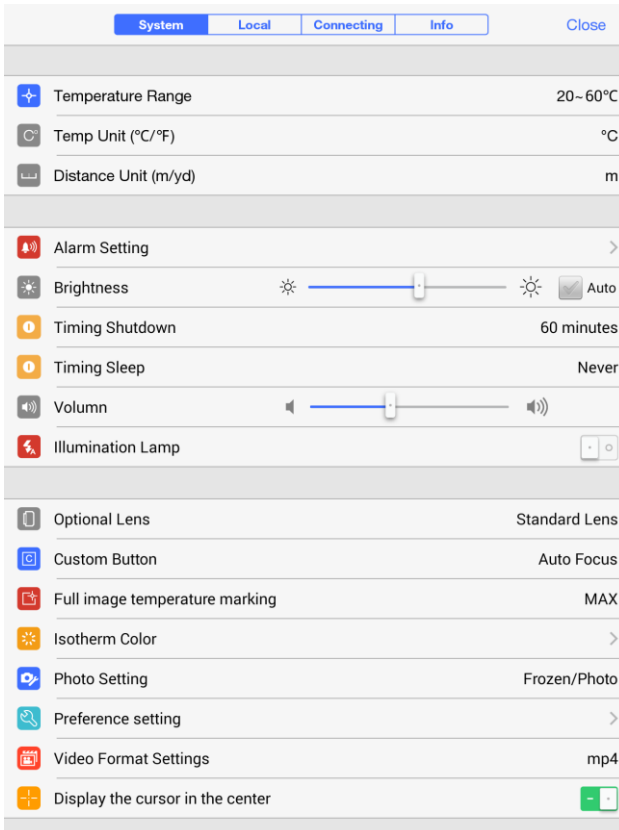 System Local Connecting Info Close
Temperature Range 20~60℃
Temp Unit (℃/℉) ℃
Distance Unit (m/yd) m
Alarm Setting
Brightness Auto
Timing Shutdown 60 minutes
Timing Sleep Never
Volumn
Illumination Lamp
Optional Lens Standard Lens
Custom Button Auto Focus
Full image temperature marking MAX
Isotherm Color
Photo Setting Frozen/Photo
Preference setting
Video Format Settings mp4
Display the cursor in the center